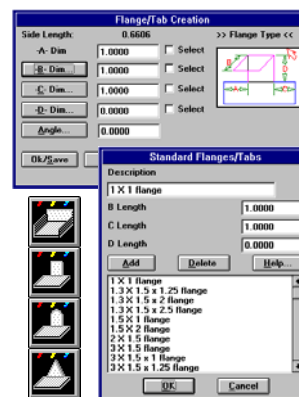 Flange/Tab Creation
Side Length: 0.6606 >> Flange Type <<
-A- Dim 1.0000 Select
-B- Dim... 1.0000 Select
-C- Dim... 1.0000 Select
-D- Dim... 0.0000 Select
Angle... 0.0000
Ok/Save
Standard Flanges/Tabs
Description
1 X 1 flange
B Length 1.0000
C Length 1.0000
D Length 0.0000
Add Delete Help...
1 X 1 flange
1.3 X 1.5 x 1.25 flange
1.3 X 1.5 x 2 flange
1.3 X 1.5 x 2.5 flange
1.5 X 1 flange
1.5 X 2 flange
2 X 1.5 flange
3 X 1.5 flange
3 X 1.5 x 1 flange
3 X 1.5 x 1.25 flange
OK Cancel